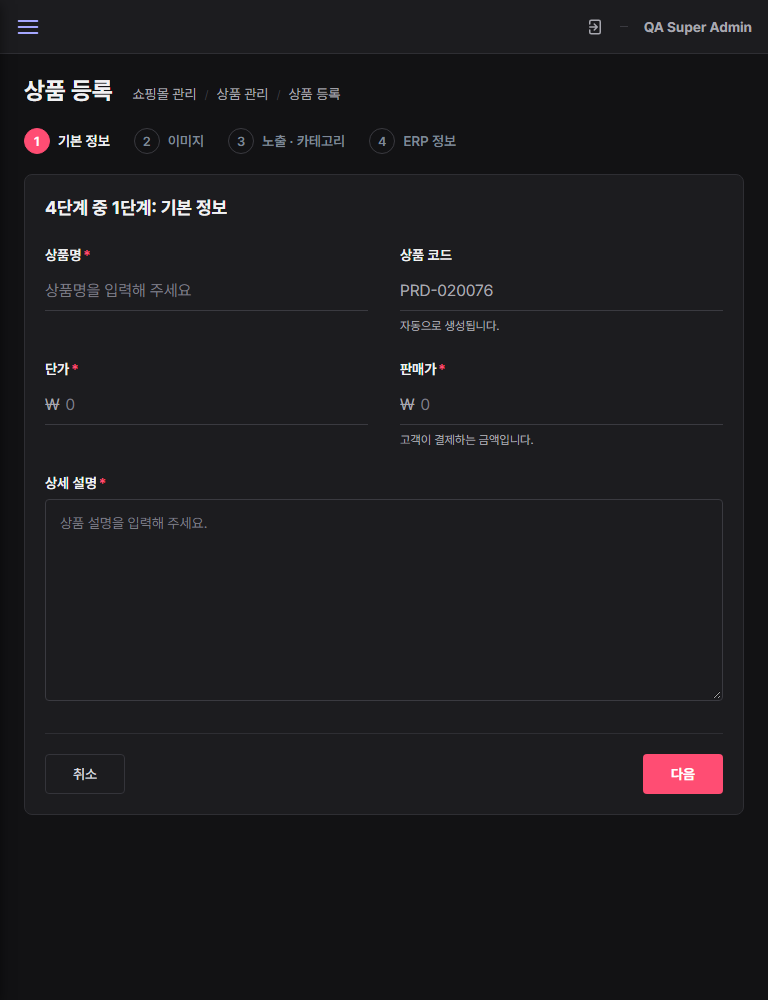 QA Super Admin
상품 등록
쇼핑몰 관리 / 상품 관리 / 상품 등록
1 기본 정보 2 이미지 3 노출 · 카테고리 4 ERP 정보
4단계 중 1단계: 기본 정보
상품명 * 상품 코드
상품명을 입력해 주세요 PRD-020076
자동으로 생성됩니다.
단가 * 판매가 *
₩ 0 ₩ 0
고객이 결제하는 금액입니다.
상세 설명 *
상품 설명을 입력해 주세요.
취소 다음